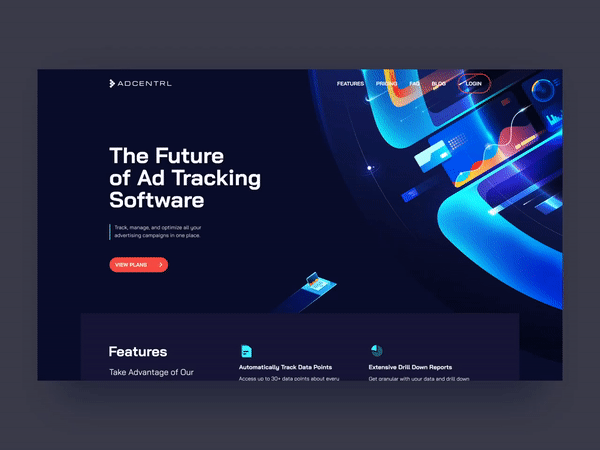 ADCENTRL
FEATURES PRICING FAQ BLOG LOGIN
The Future
of Ad Tracking
Software
Track, manage, and optimize all your
advertising campaigns in one place.
VIEW PLANS
Features
Take Advantage of Our
Automatically Track Data Points
Access up to 30+ data points about every
Extensive Drill Down Reports
Get granular with your data and drill down